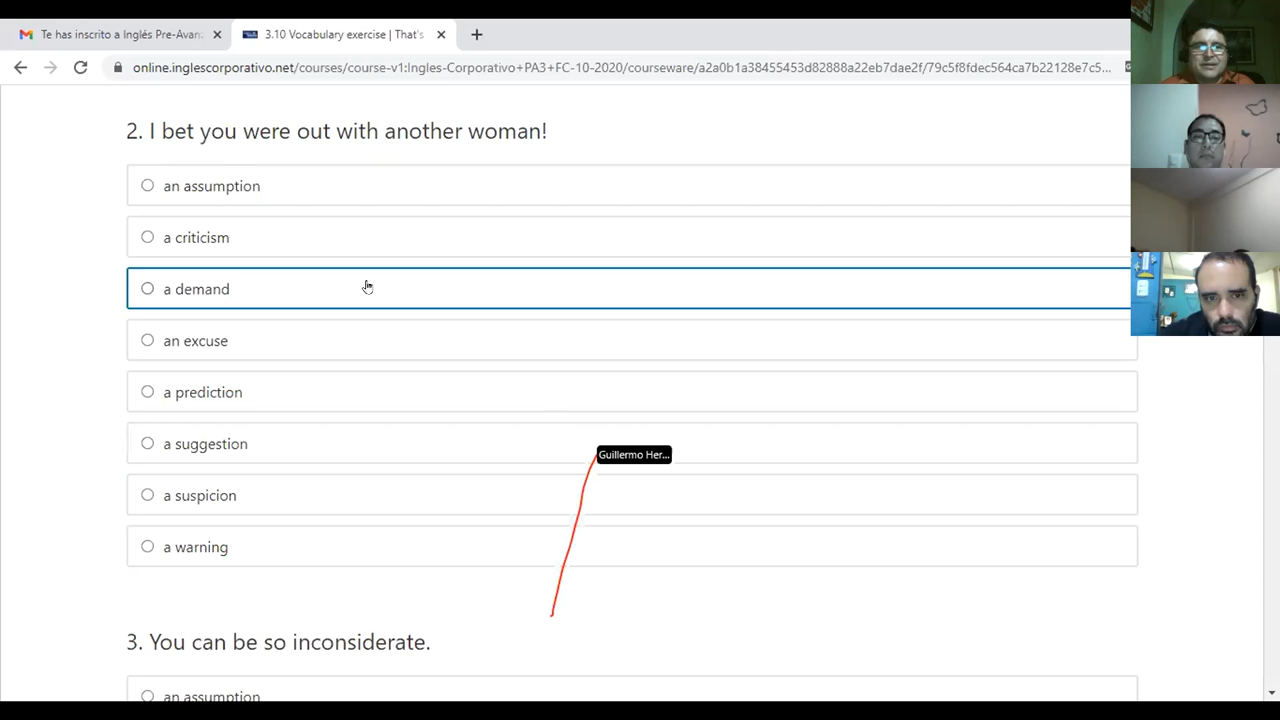 Te has inscrito a Inglés Pre-Avan
3.10 Vocabulary exercise | That's
online.inglescorporativo.net/courses/course-v1:Ingles-Corporativo+PA3+FC-10-2020/courseware/a2a0b1a38455453d82888a22eb7dae2f/79c5f8fdec564ca7b22128e7c5...
2. I bet you were out with another woman!
an assumption
a criticism
a demand
an excuse
a prediction
a suggestion
Guillermo Her...
a suspicion
a warning
3. You can be so inconsiderate.
an assumption